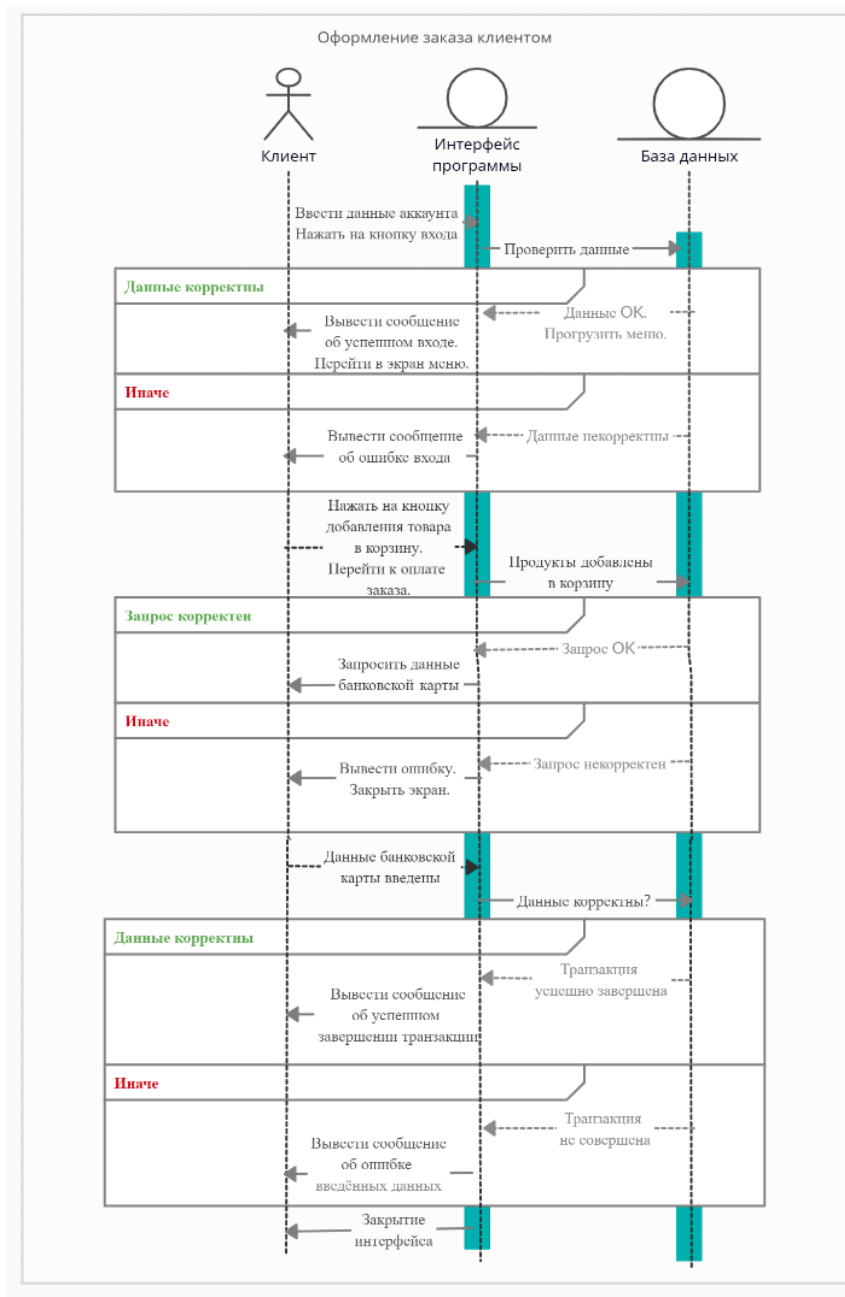 Оформление заказа клиентом
Клиент
Интерфейс
программы
База данных
Ввести данные аккаунта
Нажать на кнопку входа
Проверить данные
Данные корректны
Данные ОК.
Прогрузить меню.
Вывести сообщение
об успешном входе.
Перейти в экран меню.
Иначе
Данные некорректны
Вывести сообщение
об ошибке входа
Нажать на кнопку
добавления товара
в корзину.
Перейти к оплате
заказа.
Продукты добавлены
в корзину
Запрос корректен
Запрос ОК
Запросить данные
банковской карты
Иначе
Запрос некорректен
Вывести ошибку.
Закрыть экран.
Данные банковской
карты введены
Данные корректны?
Данные корректны
Транзакция
успешно завершена
Вывести сообщение
об успешном
завершении транзакции
Иначе
Транзакция
не совершена
Вывести сообщение
об ошибке
введённых данных
Закрытие
интерфейса